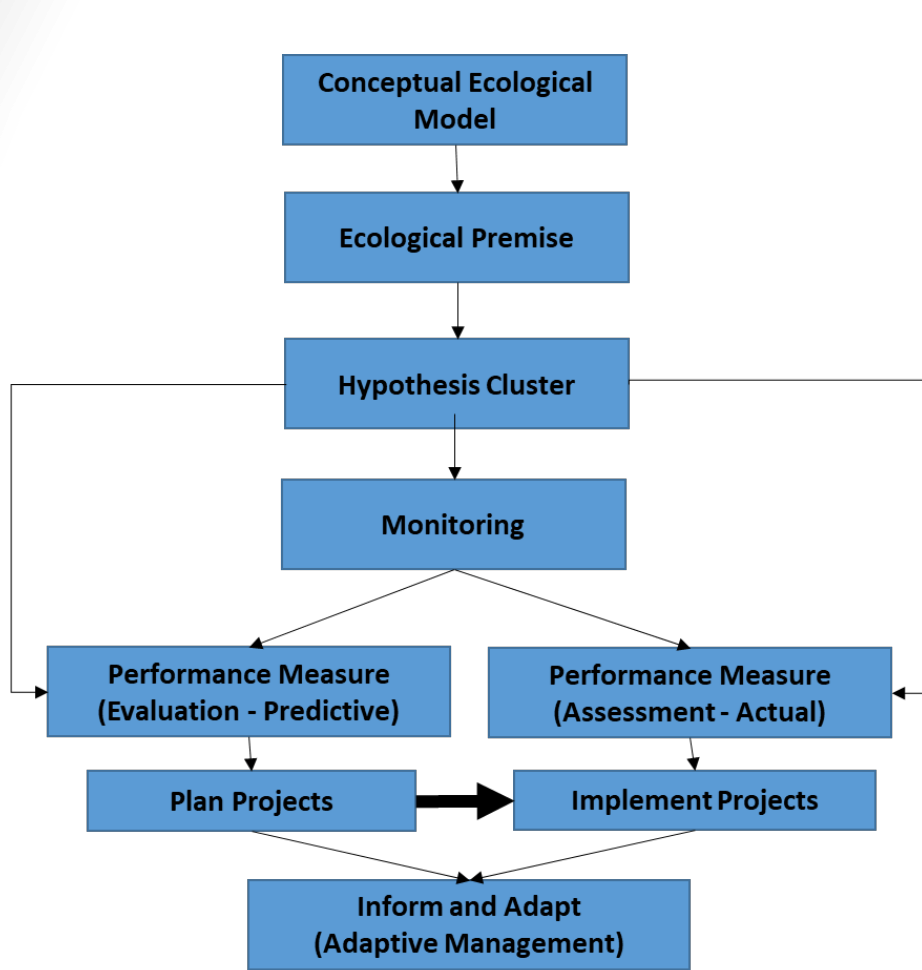 Conceptual Ecological
Model
Ecological Premise
Hypothesis Cluster
Monitoring
Performance Measure
(Evaluation - Predictive)
Performance Measure
(Assessment - Actual)
Plan Projects
Implement Projects
Inform and Adapt
(Adaptive Management)